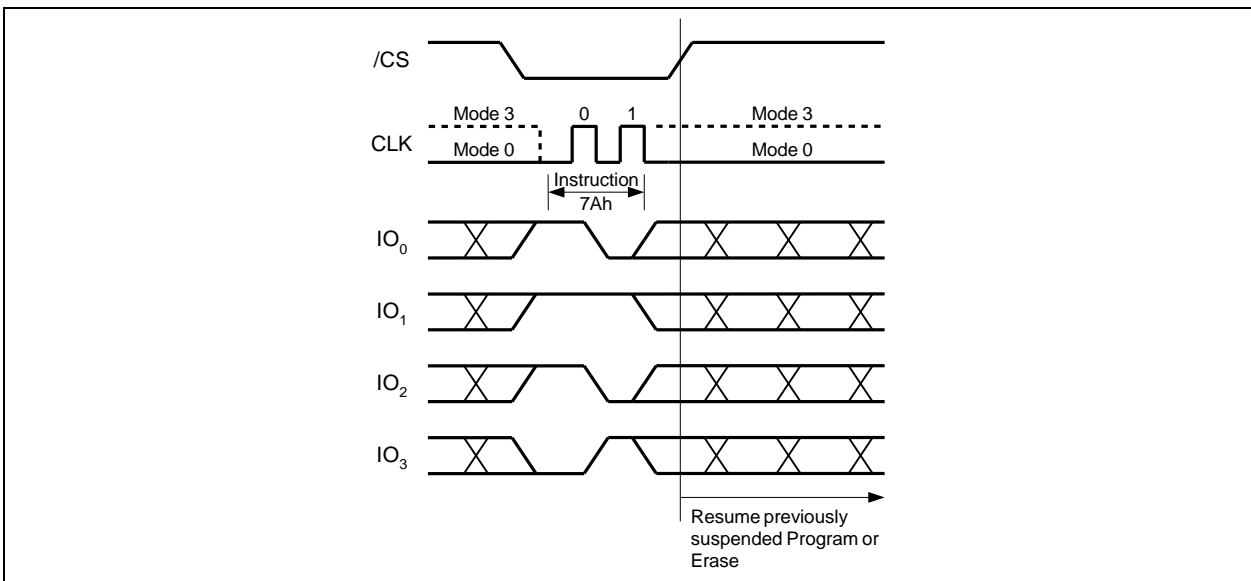 /CS
Mode 3 0 1 Mode 3
CLK
Mode 0 Mode 0
Instruction
7Ah
IO0
IO1
IO2
IO3
Resume previously
suspended Program or
Erase